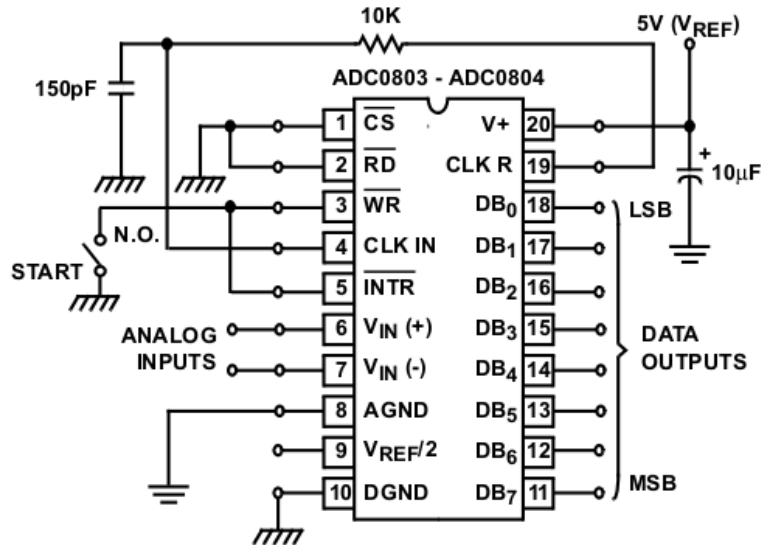 10K
5V (VREF)
150pF
ADC0803 - ADC0804
1 CS V+ 20
2 RD CLK R 19
10μF
+
3 WR DB0 18 LSB
N.O.
START
4 CLK IN DB1 17
5 INTR DB2 16
ANALOG
INPUTS
6 VIN (+) DB3 15
DATA
OUTPUTS
7 VIN (-) DB4 14
8 AGND DB5 13
9 VREF/2 DB6 12
10 DGND DB7 11 MSB